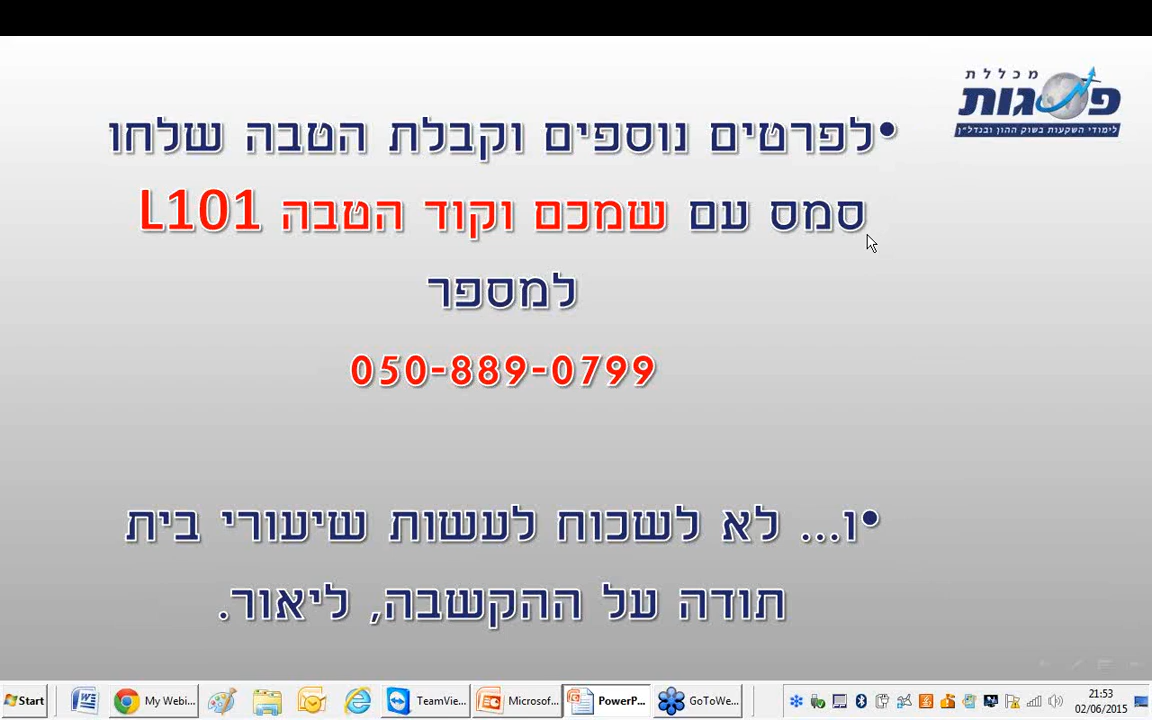 מכללת
פסגות
לימודי השקעות בשוק ההון ובנדל"ן
•לפרטים נוספים וקבלת הטבה שלחו
סמס עם שמכם וקוד הטבה L101
למספר
050-889-0799
•ו... לא לשכוח לעשות שיעורי בית
תודה על ההקשבה, ליאור.
Start
My Webi...
TeamVie...
Microsof...
PowerP...
GoToWe...
21:53
02/06/2015